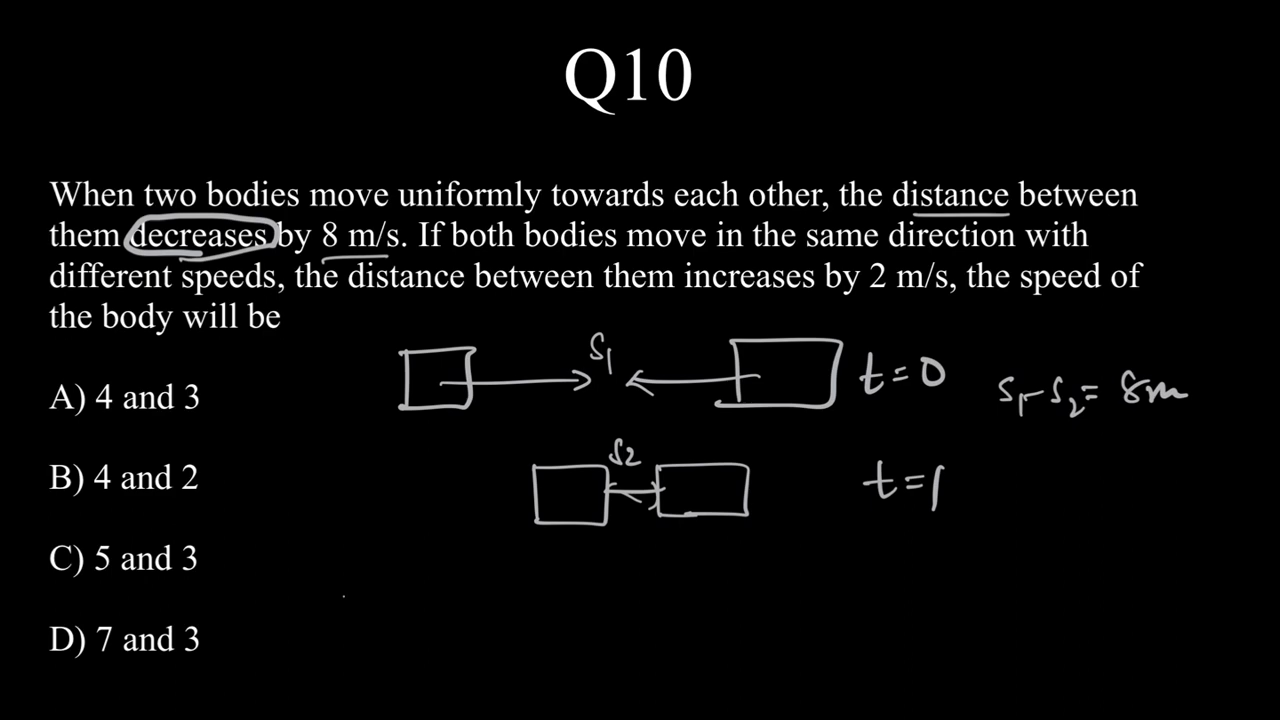 Q10
When two bodies move uniformly towards each other, the distance between
them decreases by 8 m/s. If both bodies move in the same direction with
different speeds, the distance between them increases by 2 m/s, the speed of
the body will be
S1
t=0
A) 4 and 3
S1-S2= 8m
S2
B) 4 and 2
t=1
C) 5 and 3
D) 7 and 3